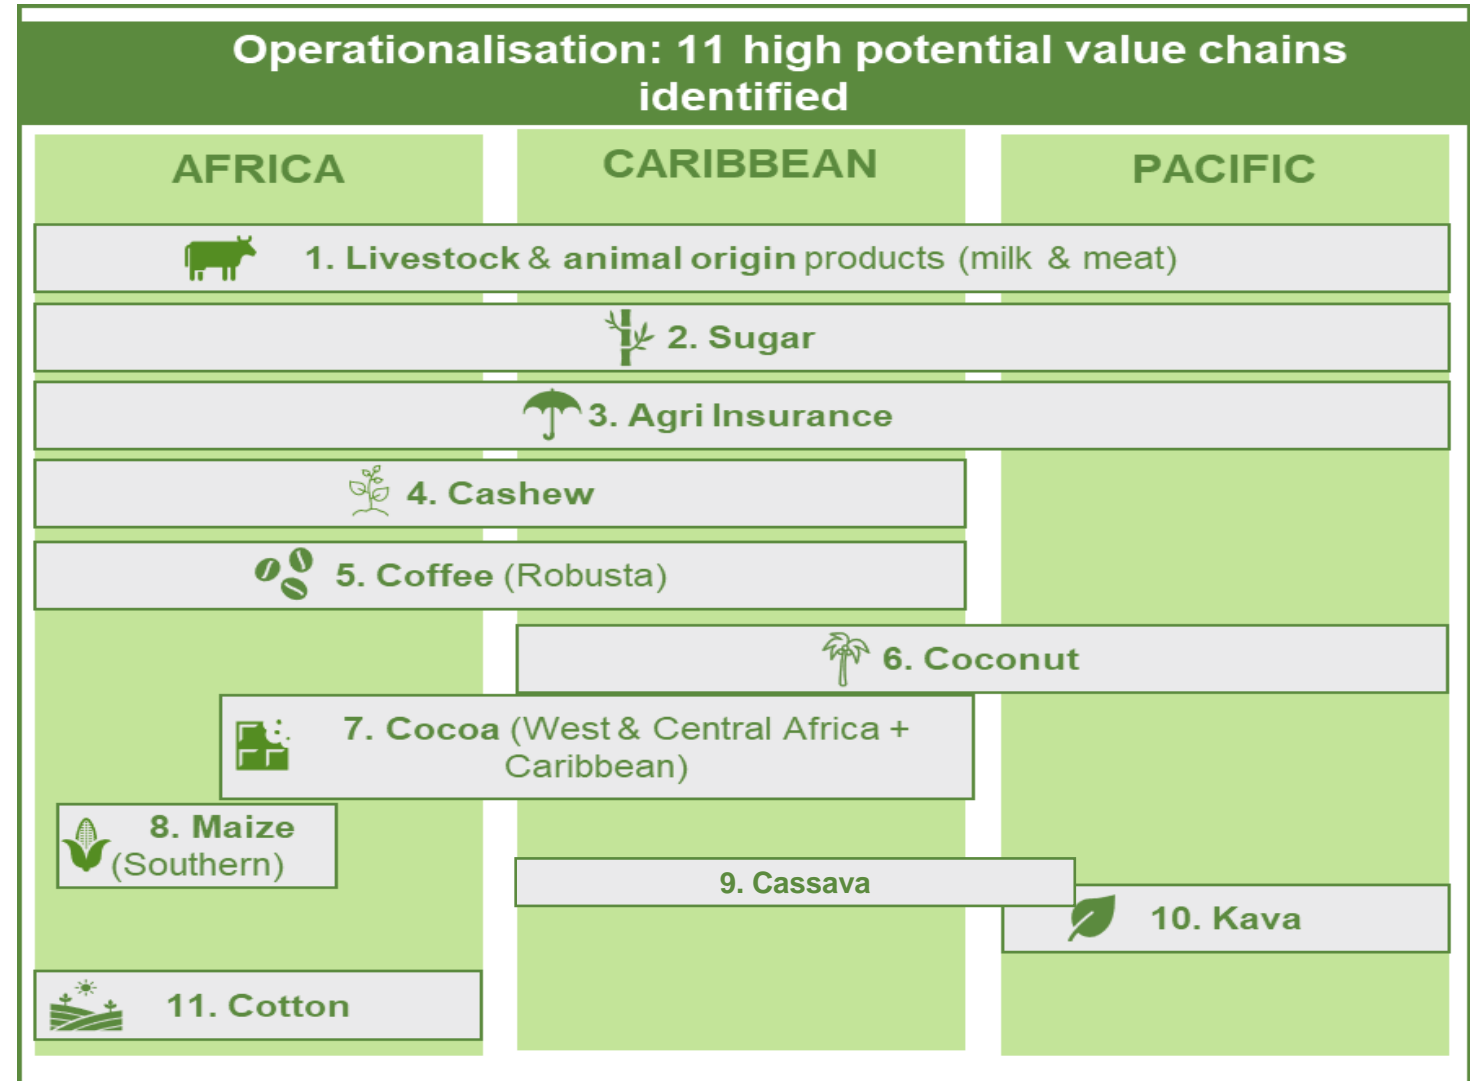 Operationalisation: 11 high potential value chains
identified
AFRICA
CARIBBEAN
PACIFIC
1. Livestock & animal origin products (milk & meat)
2. Sugar
3. Agri Insurance
4. Cashew
5. Coffee (Robusta)
6. Coconut
7. Cocoa (West & Central Africa +
Caribbean)
8. Maize
(Southern)
9. Cassava
10. Kava
11. Cotton